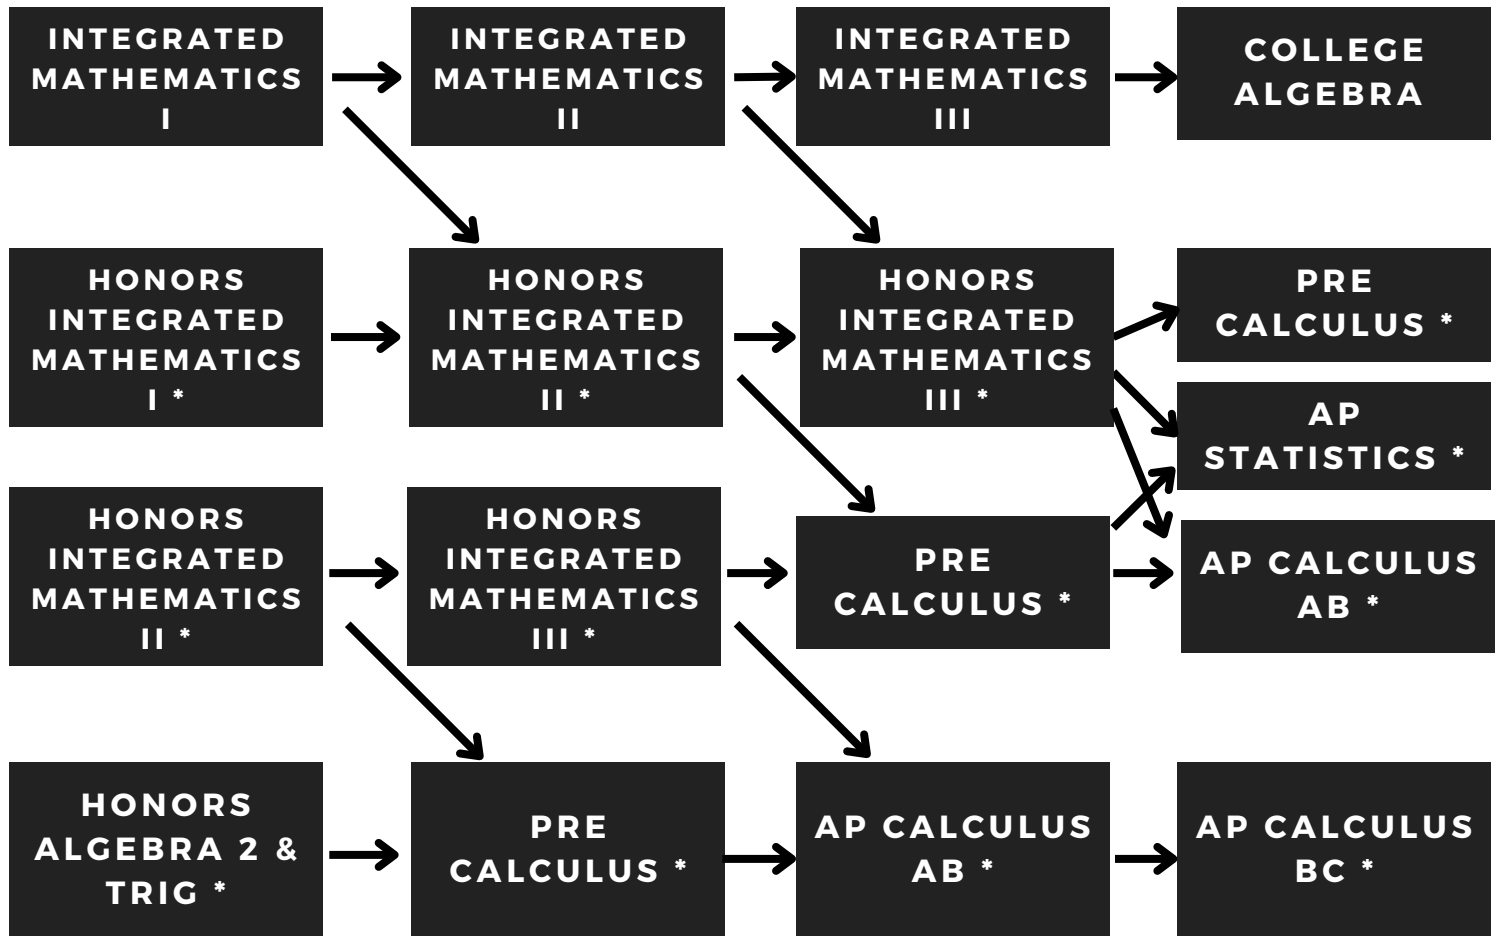 INTEGRATED
MATHEMATICS
I
INTEGRATED
MATHEMATICS
II
INTEGRATED
MATHEMATICS
III
COLLEGE
ALGEBRA
HONORS
INTEGRATED
MATHEMATICS
I *
HONORS
INTEGRATED
MATHEMATICS
II *
HONORS
INTEGRATED
MATHEMATICS
III *
PRE
CALCULUS *
AP
STATISTICS *
HONORS
INTEGRATED
MATHEMATICS
II *
HONORS
INTEGRATED
MATHEMATICS
III *
PRE
CALCULUS *
AP CALCULUS
AB *
HONORS
ALGEBRA 2 &
TRIG *
PRE
CALCULUS *
AP CALCULUS
AB *
AP CALCULUS
BC *